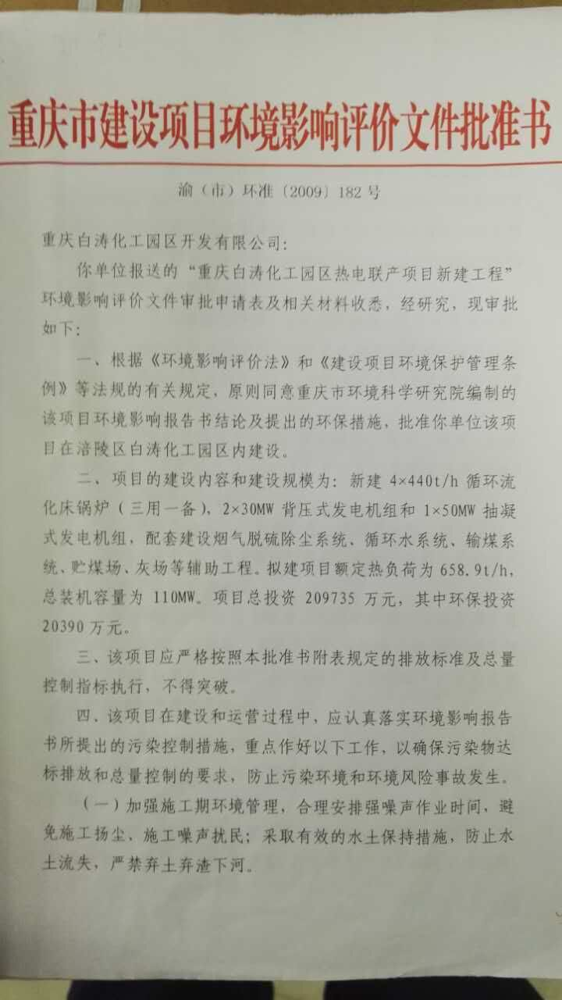 重庆市建设项目环境影响评价文件批准书
渝（市）环准〔2009〕182号
重庆白涛化工园区开发有限公司：
你单位报送的“重庆白涛化工园区热电联产项目新建工程”
环境影响评价文件审批申请表及相关材料收悉，经研究，现审批
如下：
一、根据《环境影响评价法》和《建设项目环境保护管理条
例》等法规的有关规定，原则同意重庆市环境科学研究院编制的
该项目环境影响报告书结论及提出的环保措施，批准你单位该项
目在涪陵区白涛化工园区内建设。
二、项目的建设内容和建设规模为：新建 4×440t/h 循环流
化床锅炉（三用一备），2×30MW 背压式发电机组和 1×50MW 抽凝
式发电机组，配套建设烟气脱硫除尘系统、循环水系统、输煤系
统、贮煤场、灰场等辅助工程。拟建项目额定热负荷为 658.9t/h，
总装机容量为 110MW。项目总投资 209735 万元，其中环保投资
20390 万元。
三、该项目应严格按照本批准书附表规定的排放标准及总量
控制指标执行，不得突破。
四、该项目在建设和运营过程中，应认真落实环境影响报告
书所提出的污染控制措施，重点作好以下工作，以确保污染物达
标排放和总量控制的要求，防止污染环境和环境风险事故发生。
（一）加强施工期环境管理，合理安排强噪声作业时间，避
免施工扬尘、施工噪声扰民；采取有效的水土保持措施，防止水
土流失，严禁弃土弃渣下河。